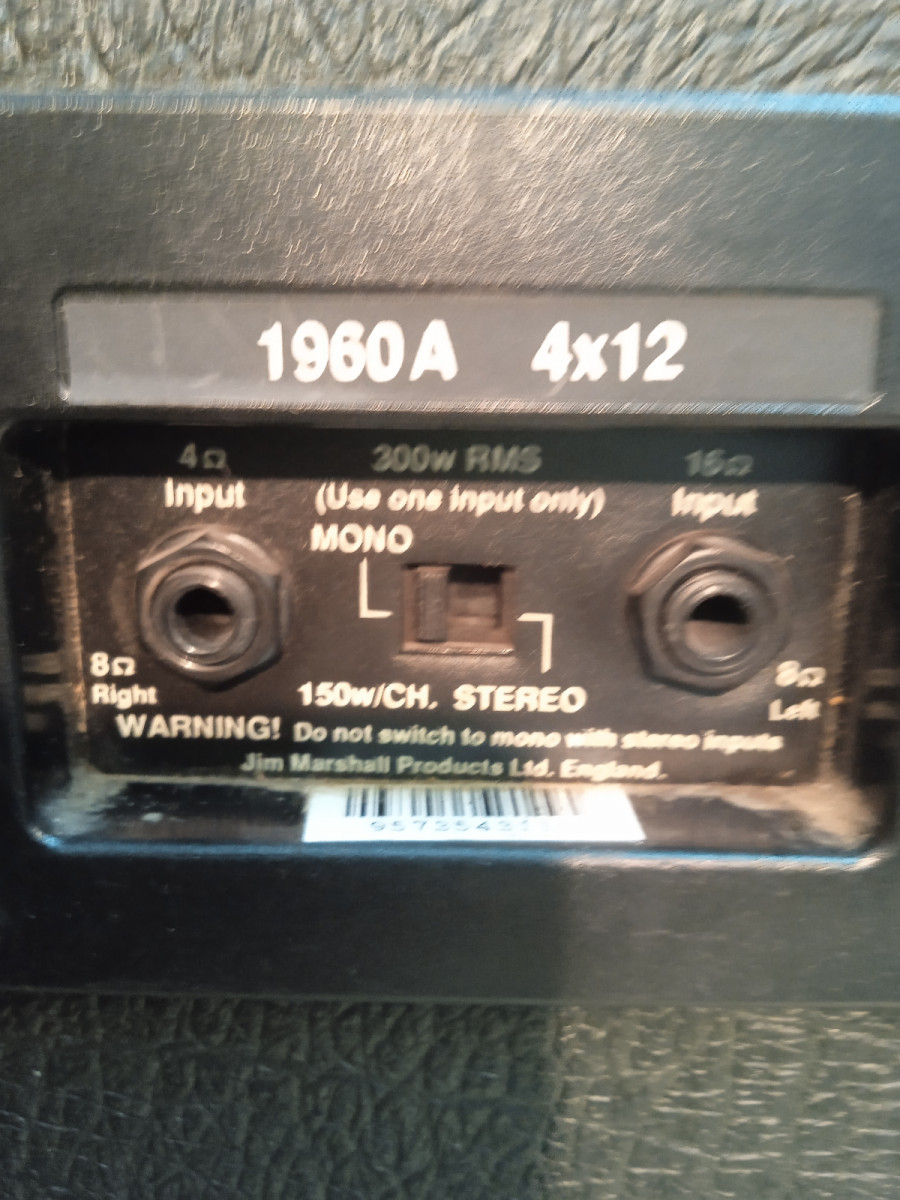 1960A 4x12
4Ω 300w RMS 16Ω
Input (Use one input only) Input
MONO
8Ω 8Ω
Right 150w/CH. STEREO Left
WARNING! Do not switch to mono with stereo inputs
Jim Marshall Products Ltd. England.